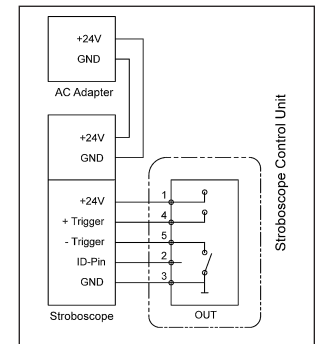 +24V
GND
AC Adapter
+24V
GND
+24V
+ Trigger
- Trigger
ID-Pin
GND
Stroboscope
1
4
5
2
3
OUT
Stroboscope Control Unit